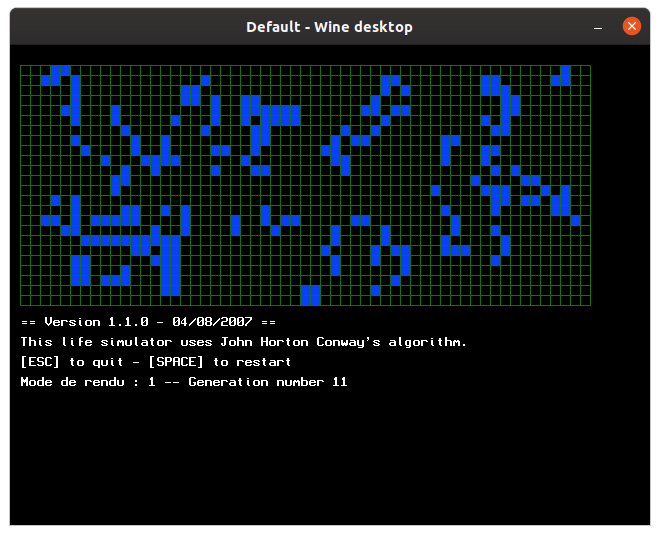 Default - Wine desktop
== Version 1.1.0 - 04/08/2007 ==
This life simulator uses John Horton Conway's algorithm.
[ESC] to quit - [SPACE] to restart
Mode de rendu : 1 -- Generation number 11